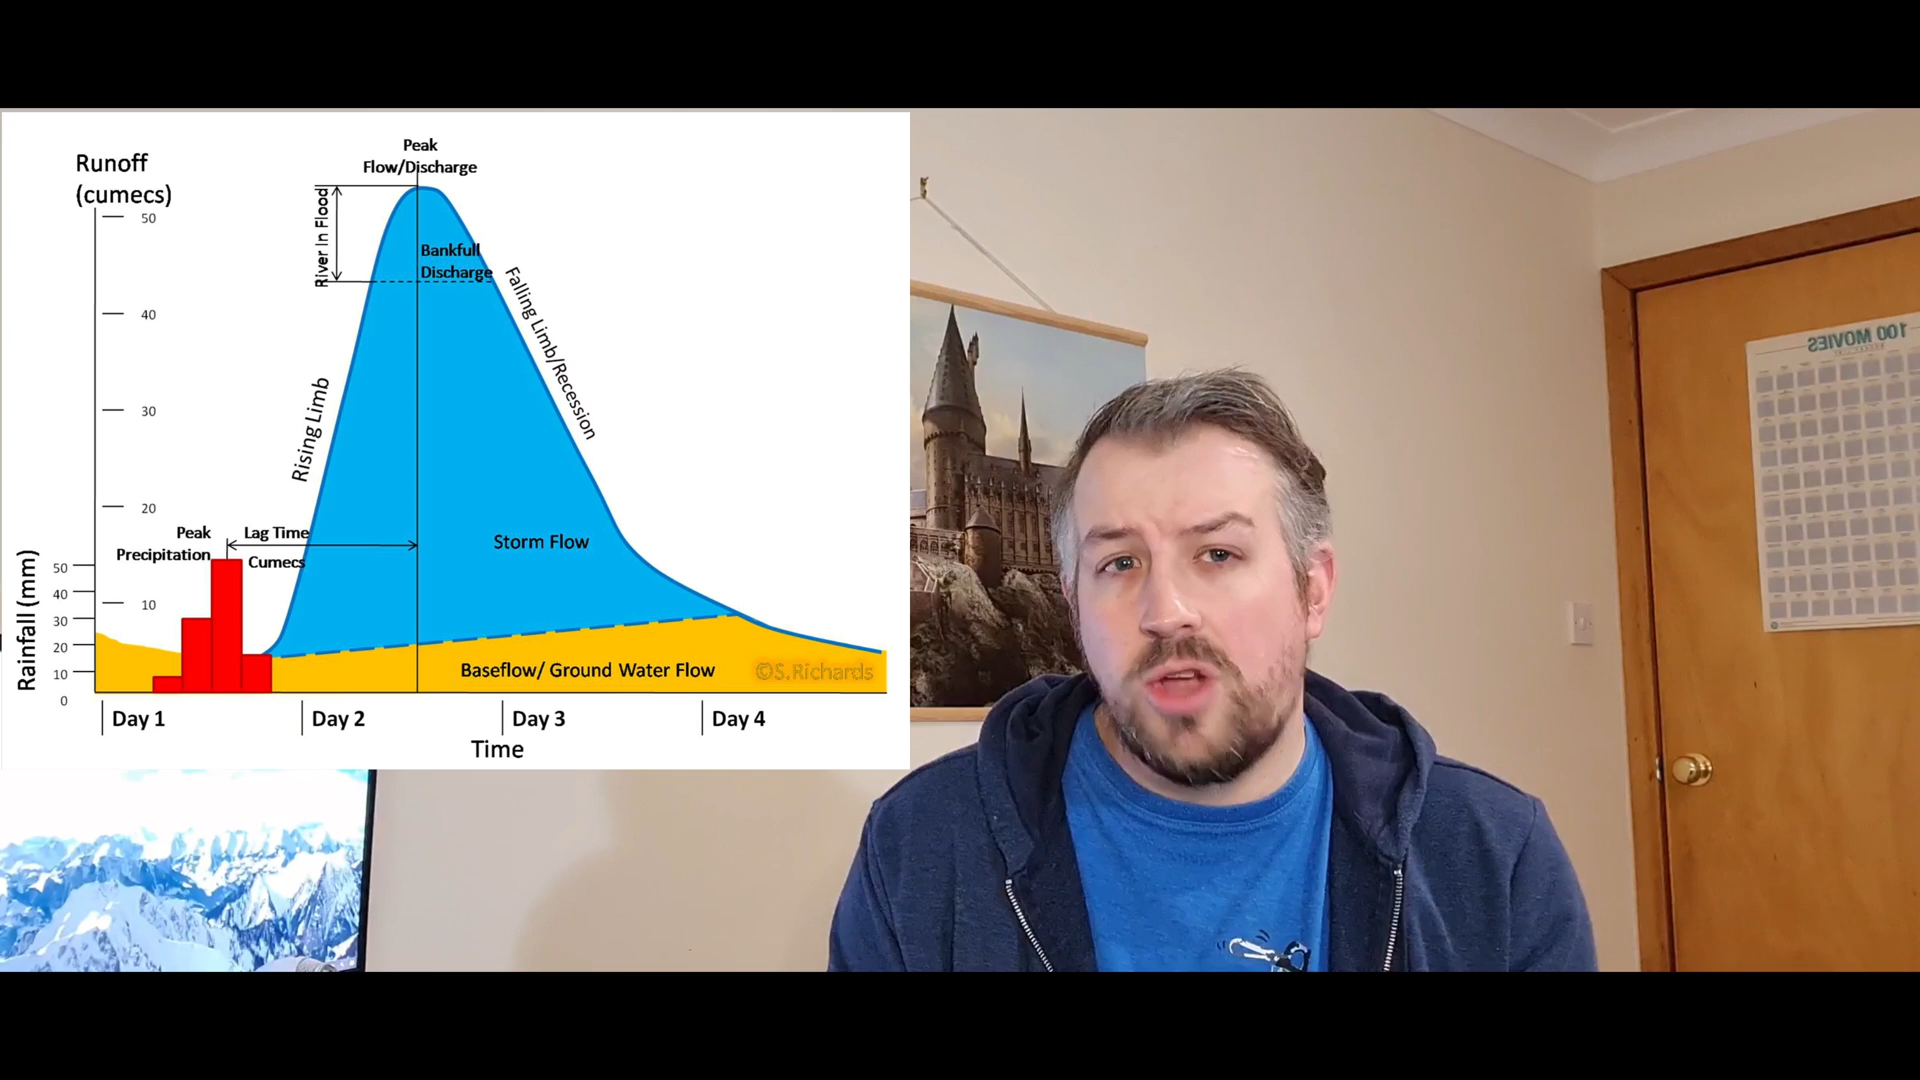 Peak
Flow/Discharge
Runoff
(cumecs)
River In Flood
50
Bankfull
Discharge
Falling Limb/Recession
40
Rising Limb
30
20
Peak
Precipitation
Lag Time
Cumecs
Storm Flow
Rainfall (mm)
50
40
30
20
10
0
10
Baseflow/ Ground Water Flow
©S.Richards
Day 1
Day 2
Day 3
Day 4
Time
100 MOVIES